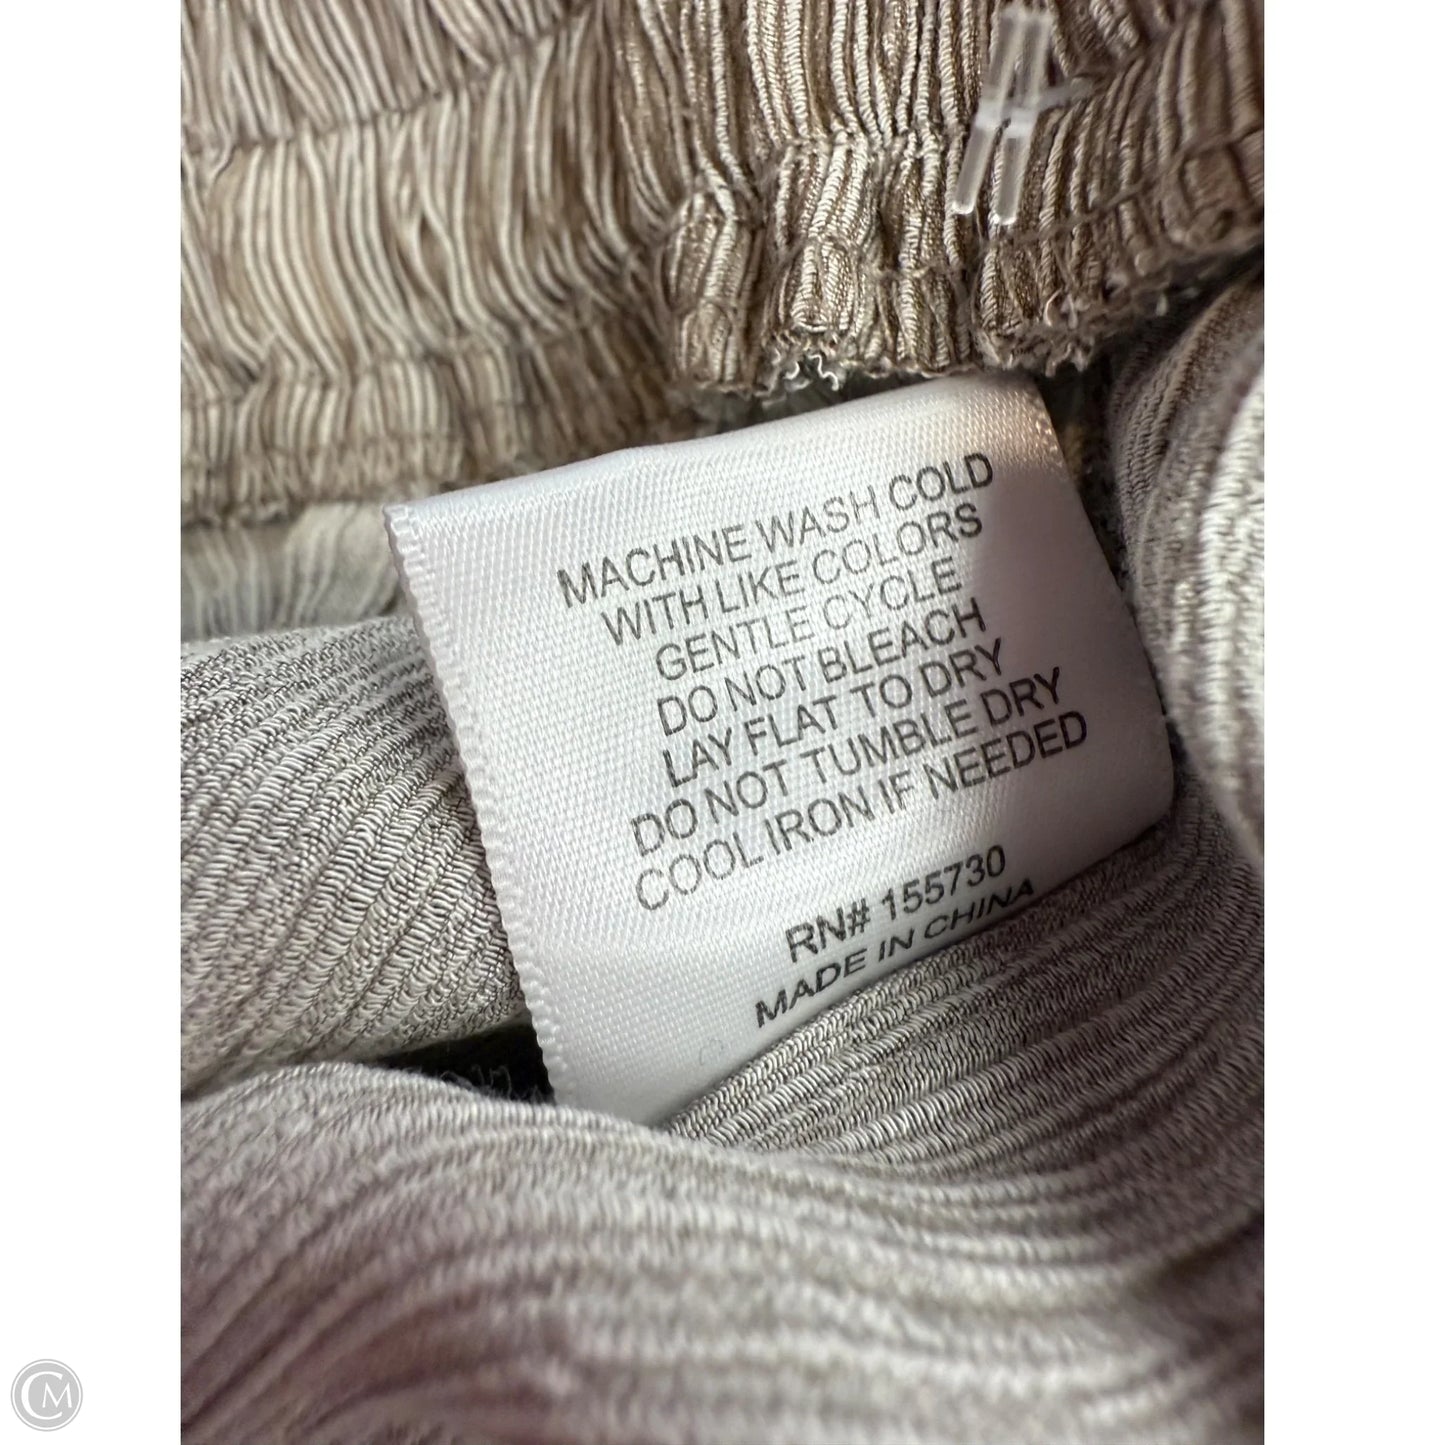 MACHINE WASH COLD
WITH LIKE COLORS
GENTLE CYCLE
DO NOT BLEACH
LAY FLAT TO DRY
DO NOT TUMBLE DRY
COOL IRON IF NEEDED
RN# 155730
MADE IN CHINA
CM